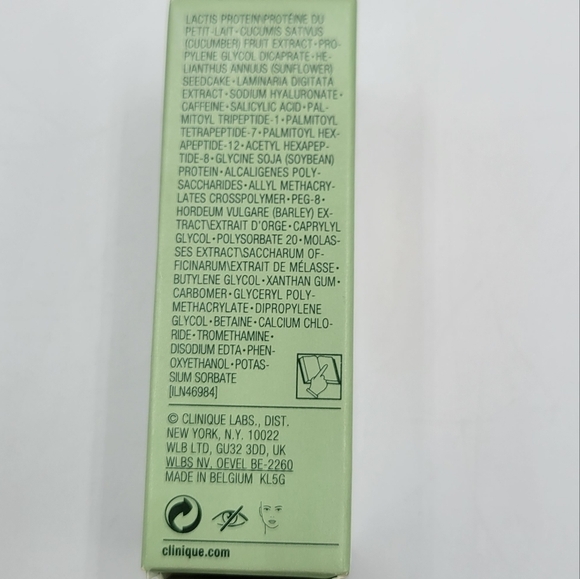 LACTIS PROTEIN\PROTÉINE DU
PETIT-LAIT•CUCUMIS SATIVUS
(CUCUMBER) FRUIT EXTRACT•PRO-
PYLENE GLYCOL DICAPRATE•HE-
LIANTHUS ANNUUS (SUNFLOWER)
SEEDCAKE•LAMINARIA DIGITATA
EXTRACT•SODIUM HYALURONATE•
CAFFEINE•SALICYLIC ACID•PAL-
MITOYL TRIPEPTIDE-1•PALMITOYL
TETRAPEPTIDE-7•PALMITOYL HEX-
APEPTIDE-12•ACETYL HEXAPEP-
TIDE-8•GLYCINE SOJA (SOYBEAN)
PROTEIN•ALCALIGENES POLY-
SACCHARIDES•ALLYL METHACRY-
LATES CROSSPOLYMER•PEG-8•
HORDEUM VULGARE (BARLEY) EX-
TRACT\EXTRAIT D'ORGE•CAPRYLYL
GLYCOL•POLYSORBATE 20•MOLAS-
SES EXTRACT\SACCHARUM OF-
FICINARUM\EXTRAIT DE MÉLASSE•
BUTYLENE GLYCOL•XANTHAN GUM•
CARBOMER•GLYCERYL POLY-
METHACRYLATE•DIPROPYLENE
GLYCOL•BETAINE•CALCIUM CHLO-
RIDE•TROMETHAMINE•
DISODIUM EDTA•PHEN-
OXYETHANOL•POTAS-
SIUM SORBATE
[ILN46984]
© CLINIQUE LABS., DIST.
NEW YORK, N.Y. 10022
WLB LTD, GU32 3DD, UK
WLBS NV, OEVEL BE-2260
MADE IN BELGIUM KL5G
clinique.com